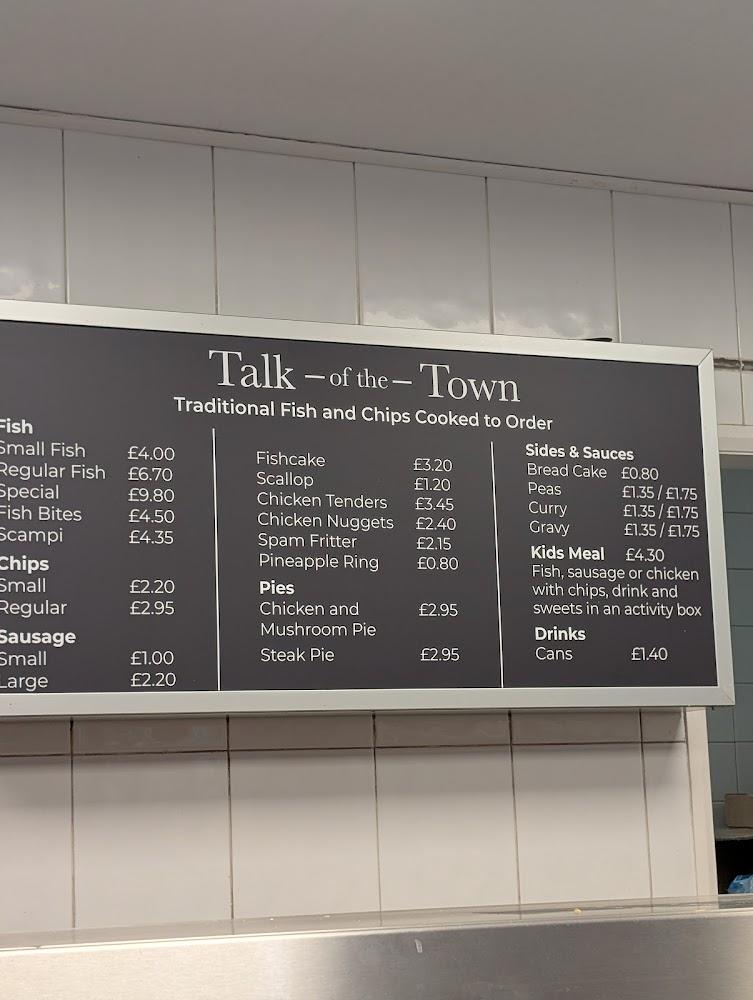 Talk – of the – Town
Traditional Fish and Chips Cooked to Order
Fish
Small Fish £4.00
Regular Fish £6.70
Special £9.80
Fish Bites £4.50
Scampi £4.35
Chips
Small £2.20
Regular £2.95
Sausage
Small £1.00
Large £2.20
Fishcake £3.20
Scallop £1.20
Chicken Tenders £3.45
Chicken Nuggets £2.40
Spam Fritter £2.15
Pineapple Ring £0.80
Pies
Chicken and £2.95
Mushroom Pie
Steak Pie £2.95
Sides & Sauces
Bread Cake £0.80
Peas £1.35 / £1.75
Curry £1.35 / £1.75
Gravy £1.35 / £1.75
Kids Meal £4.30
Fish, sausage or chicken
with chips, drink and
sweets in an activity box
Drinks
Cans £1.40